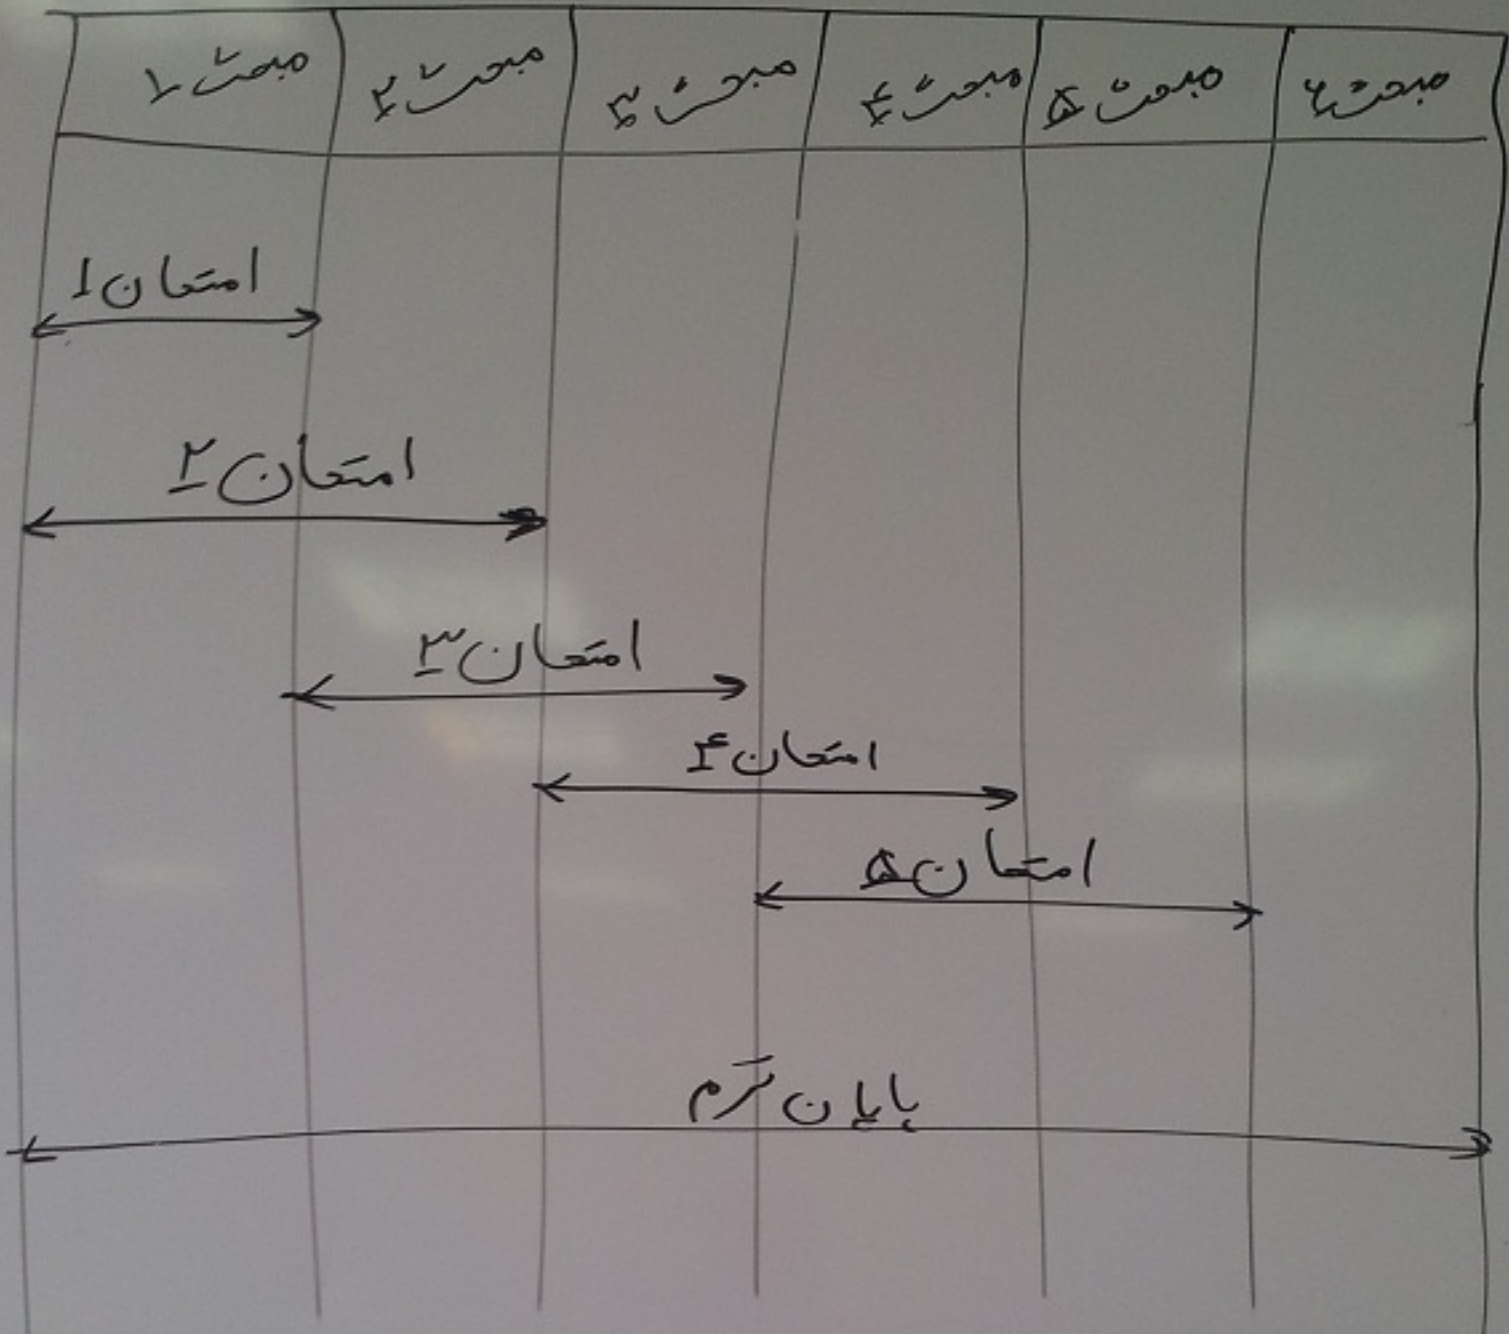 مبحث ۱ مبحث ۲ مبحث ۳ مبحث ۴ مبحث ۵ مبحث ۶
امتحان ۱
امتحان ۲
امتحان ۳
امتحان ۴
امتحان ۵
پایان ترم